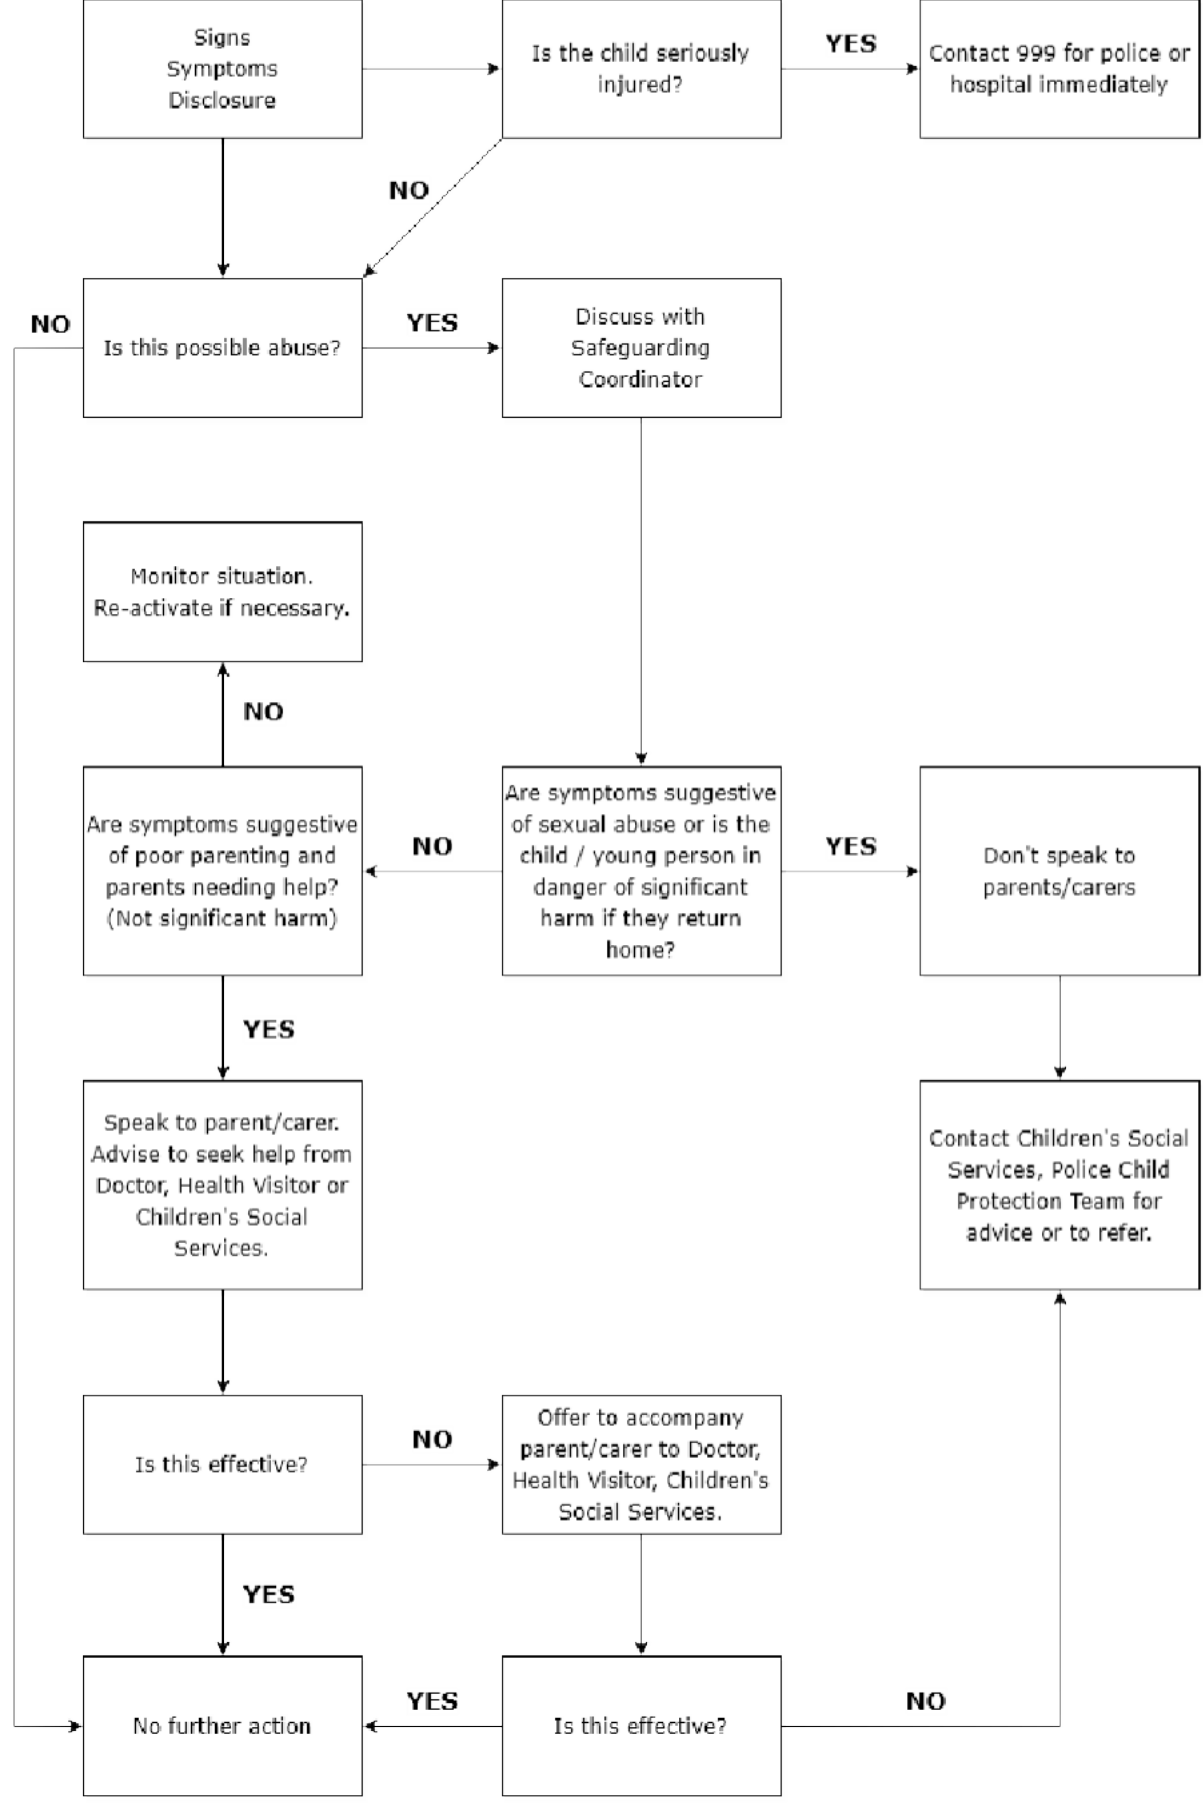 Signs
Symptoms
Disclosure
Is the child seriously
injured?
YES
Contact 999 for police or
hospital immediately
NO
NO
Is this possible abuse?
YES
Discuss with
Safeguarding
Coordinator
Monitor situation.
Re-activate if necessary.
NO
Are symptoms suggestive
of poor parenting and
parents needing help?
(Not significant harm)
NO
Are symptoms suggestive
of sexual abuse or is the
child / young person in
danger of significant
harm if they return
home?
YES
Don't speak to
parents/carers
YES
Speak to parent/carer.
Advise to seek help from
Doctor, Health Visitor or
Children's Social
Services.
Contact Children's Social
Services, Police Child
Protection Team for
advice or to refer.
Is this effective?
NO
Offer to accompany
parent/carer to Doctor,
Health Visitor, Children's
Social Services.
YES
No further action
YES
Is this effective?
NO